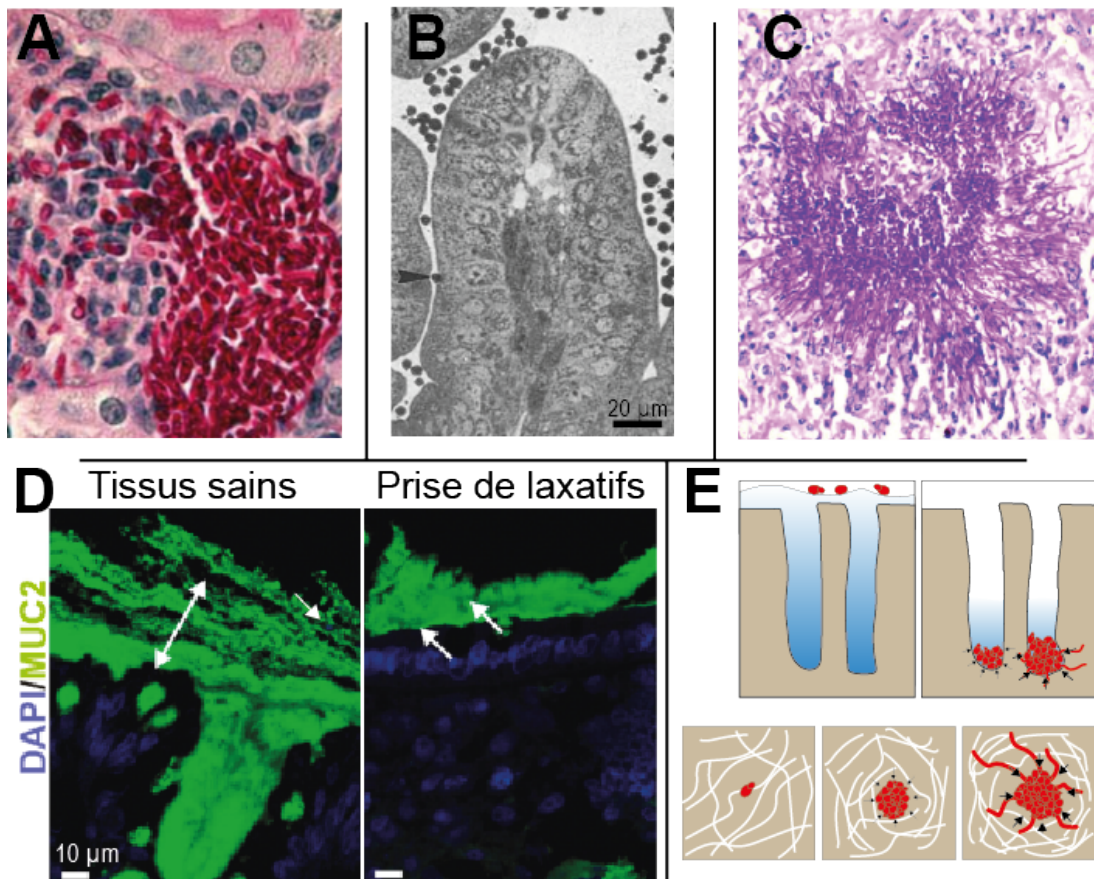 A
B
C
20 µm
D
Tissus sains
Prise de laxatifs
E
DAPI/MUC2
10 µm